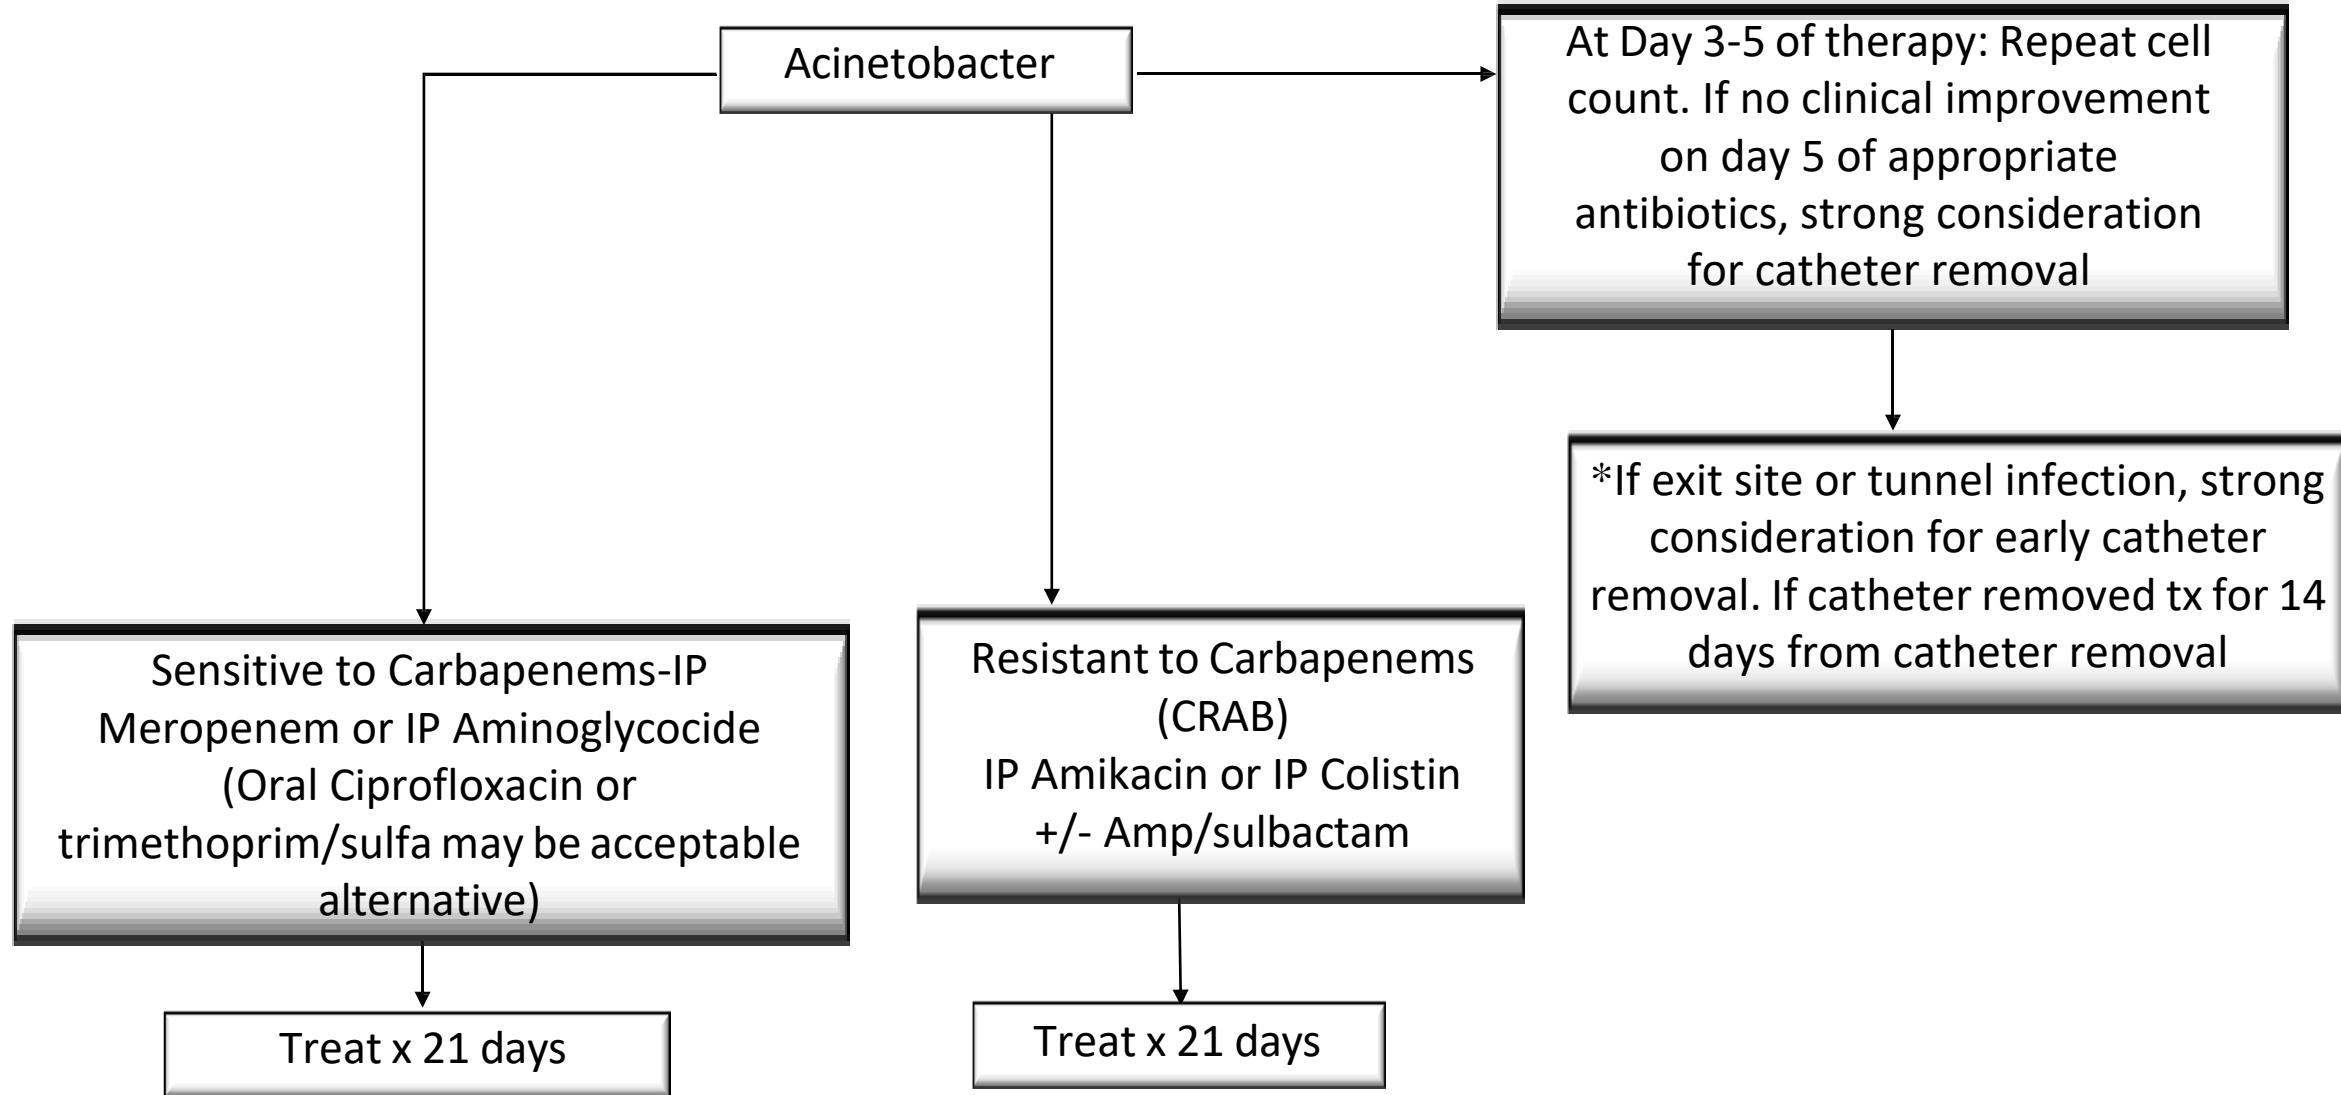 Acinetobacter
At Day 3-5 of therapy: Repeat cell
count. If no clinical improvement
on day 5 of appropriate
antibiotics, strong consideration
for catheter removal
*If exit site or tunnel infection, strong
consideration for early catheter
removal. If catheter removed tx for 14
days from catheter removal
Sensitive to Carbapenems-IP
Meropenem or IP Aminoglycocide
(Oral Ciprofloxacin or
trimethoprim/sulfa may be acceptable
alternative)
Resistant to Carbapenems
(CRAB)
IP Amikacin or IP Colistin
+/- Amp/sulbactam
Treat x 21 days
Treat x 21 days